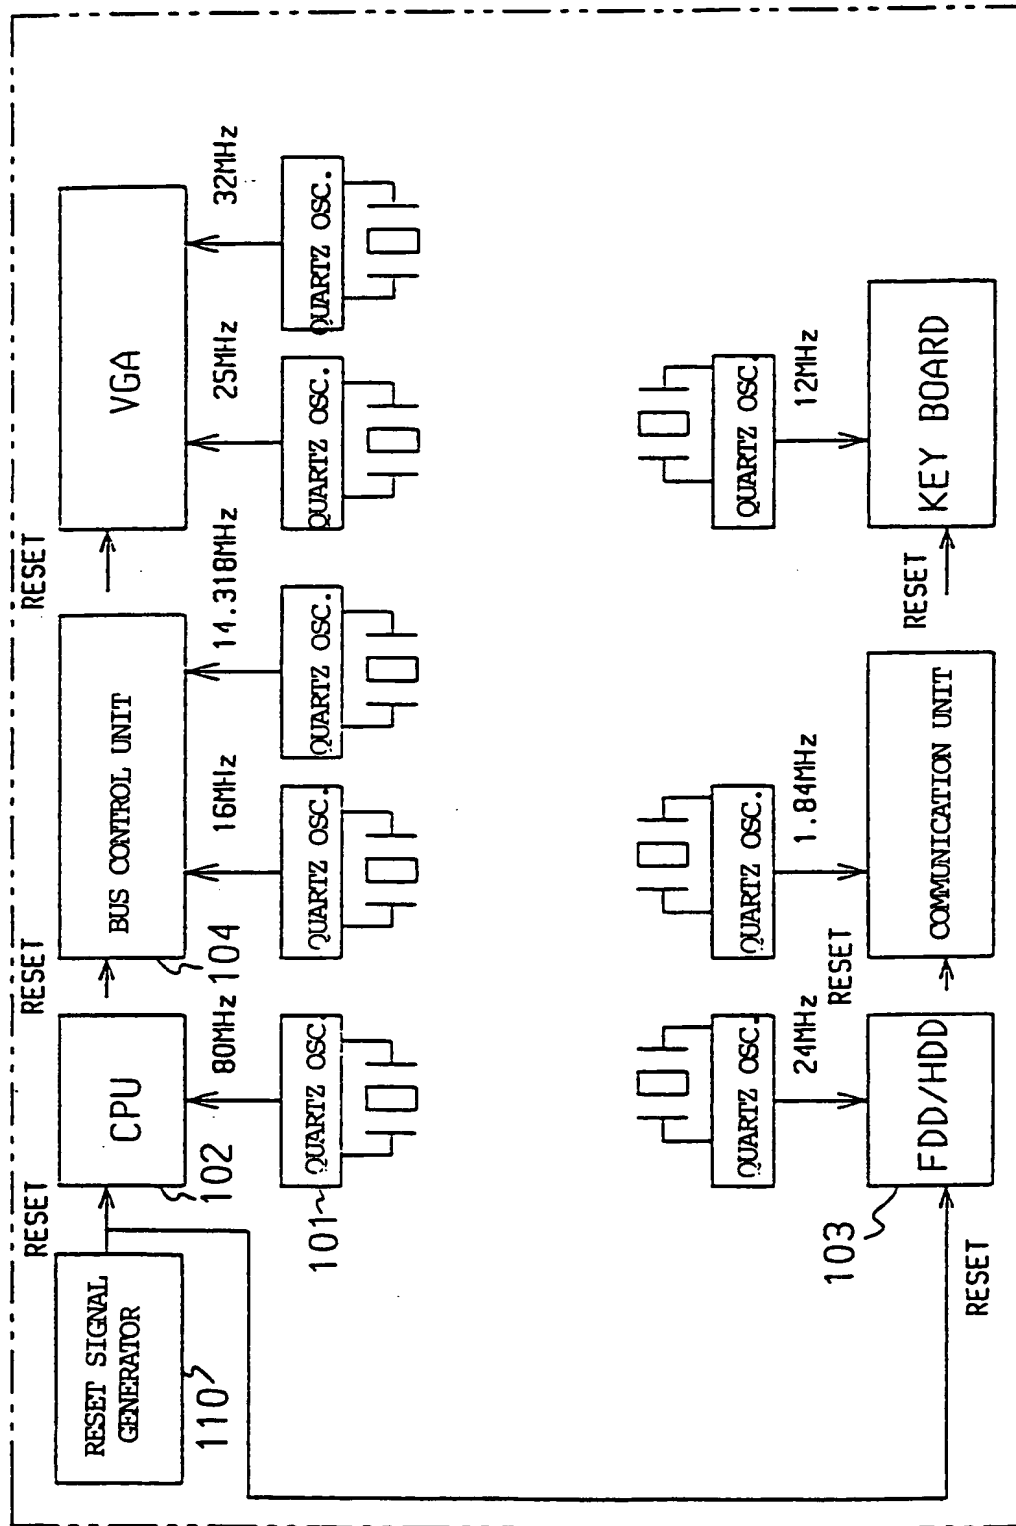 RESET SIGNAL
GENERATOR
110
RESET
CPU
102
80MHz
QUARTZ OSC.
101
RESET
BUS CONTROL UNIT
104
16MHz
QUARTZ OSC.
14.318MHz
QUARTZ OSC.
RESET
VGA
25MHz
QUARTZ OSC.
32MHz
QUARTZ OSC.
QUARTZ OSC.
24MHz
FDD/HDD
103
RESET
QUARTZ OSC.
1.84MHz
RESET
COMMUNICATION UNIT
QUARTZ OSC.
12MHz
RESET
KEY BOARD